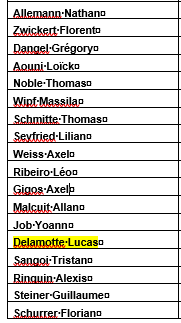 Allemann·Nathan¤
Zwickert·Florent¤
Dangel·Grégory¤
Aouni·Loïck¤
Noble·Thomas¤
Wipf·Massila¤
Schmitte·Thomas¤
Seyfried·Lilian¤
Weiss·Axel¤
Ribeiro·Léo¤
Gigos·Axel¤
Malcuit·Allan¤
Job·Yoann¤
Delamotte·Lucas¤
Sangoi·Tristan¤
Ringuin·Alexis¤
Steiner·Guillaume¤
Schurrer·Florian¤